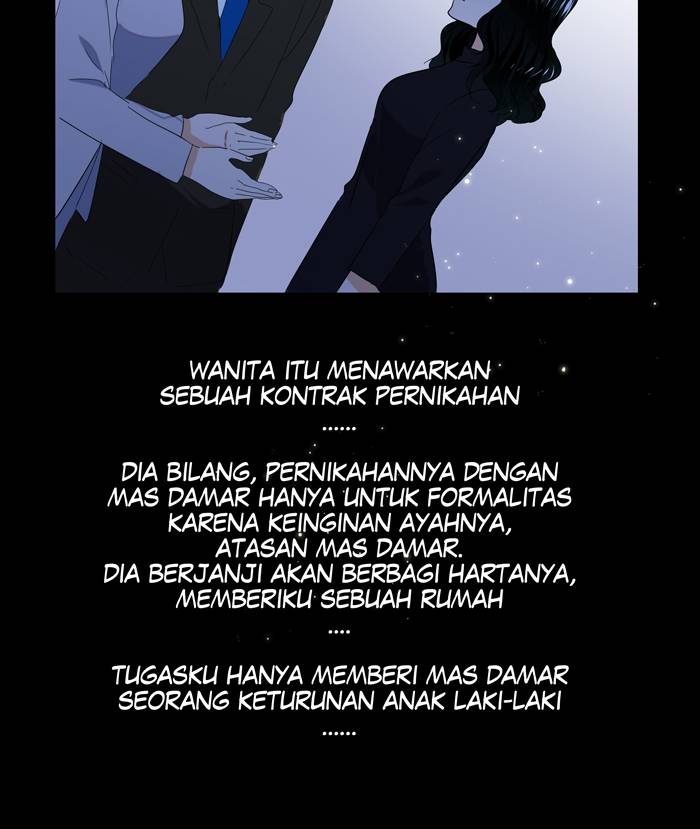 WANITA ITU MENAWARKAN
SEBUAH KONTRAK PERNIKAHAN
......
DIA BILANG, PERNIKAHANNYA DENGAN
MAS DAMAR HANYA UNTUK FORMALITAS
KARENA KEINGINAN AYAHNYA,
ATASAN MAS DAMAR.
DIA BERJANJI AKAN BERBAGI HARTANYA,
MEMBERIKU SEBUAH RUMAH
....
TUGASKU HANYA MEMBERI MAS DAMAR
SEORANG KETURUNAN ANAK LAKI-LAKI
......